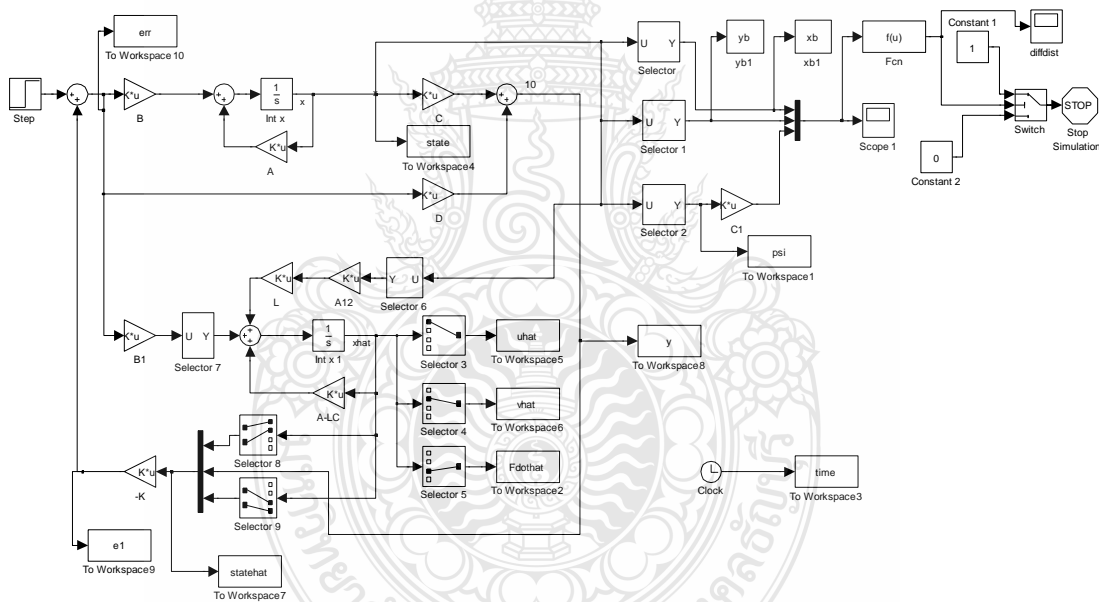 err
To Workspace 10
Step
K*u
B
1
s
Int x
x
K*u
A
K*u
C
10
state
To Workspace4
K*u
D
U Y
Selector
U Y
Selector 1
U Y
Selector 2
yb
yb1
xb
xb1
f(u)
Fcn
Scope 1
K*u
C1
psi
To Workspace1
Constant 1
1
diffdist
0
Constant 2
Switch
STOP
Stop
Simulation
K*u
L
K*u
A12
Y U
Selector 6
K*u
B1
U Y
Selector 7
1
s
Int x 1
xhat
K*u
A-LC
Selector 3
uhat
To Workspace5
Selector 4
vhat
To Workspace6
Selector 5
Fdothat
To Workspace2
y
To Workspace8
Selector 8
Selector 9
K*u
-K
e1
To Workspace9
statehat
To Workspace7
Clock
time
To Workspace3